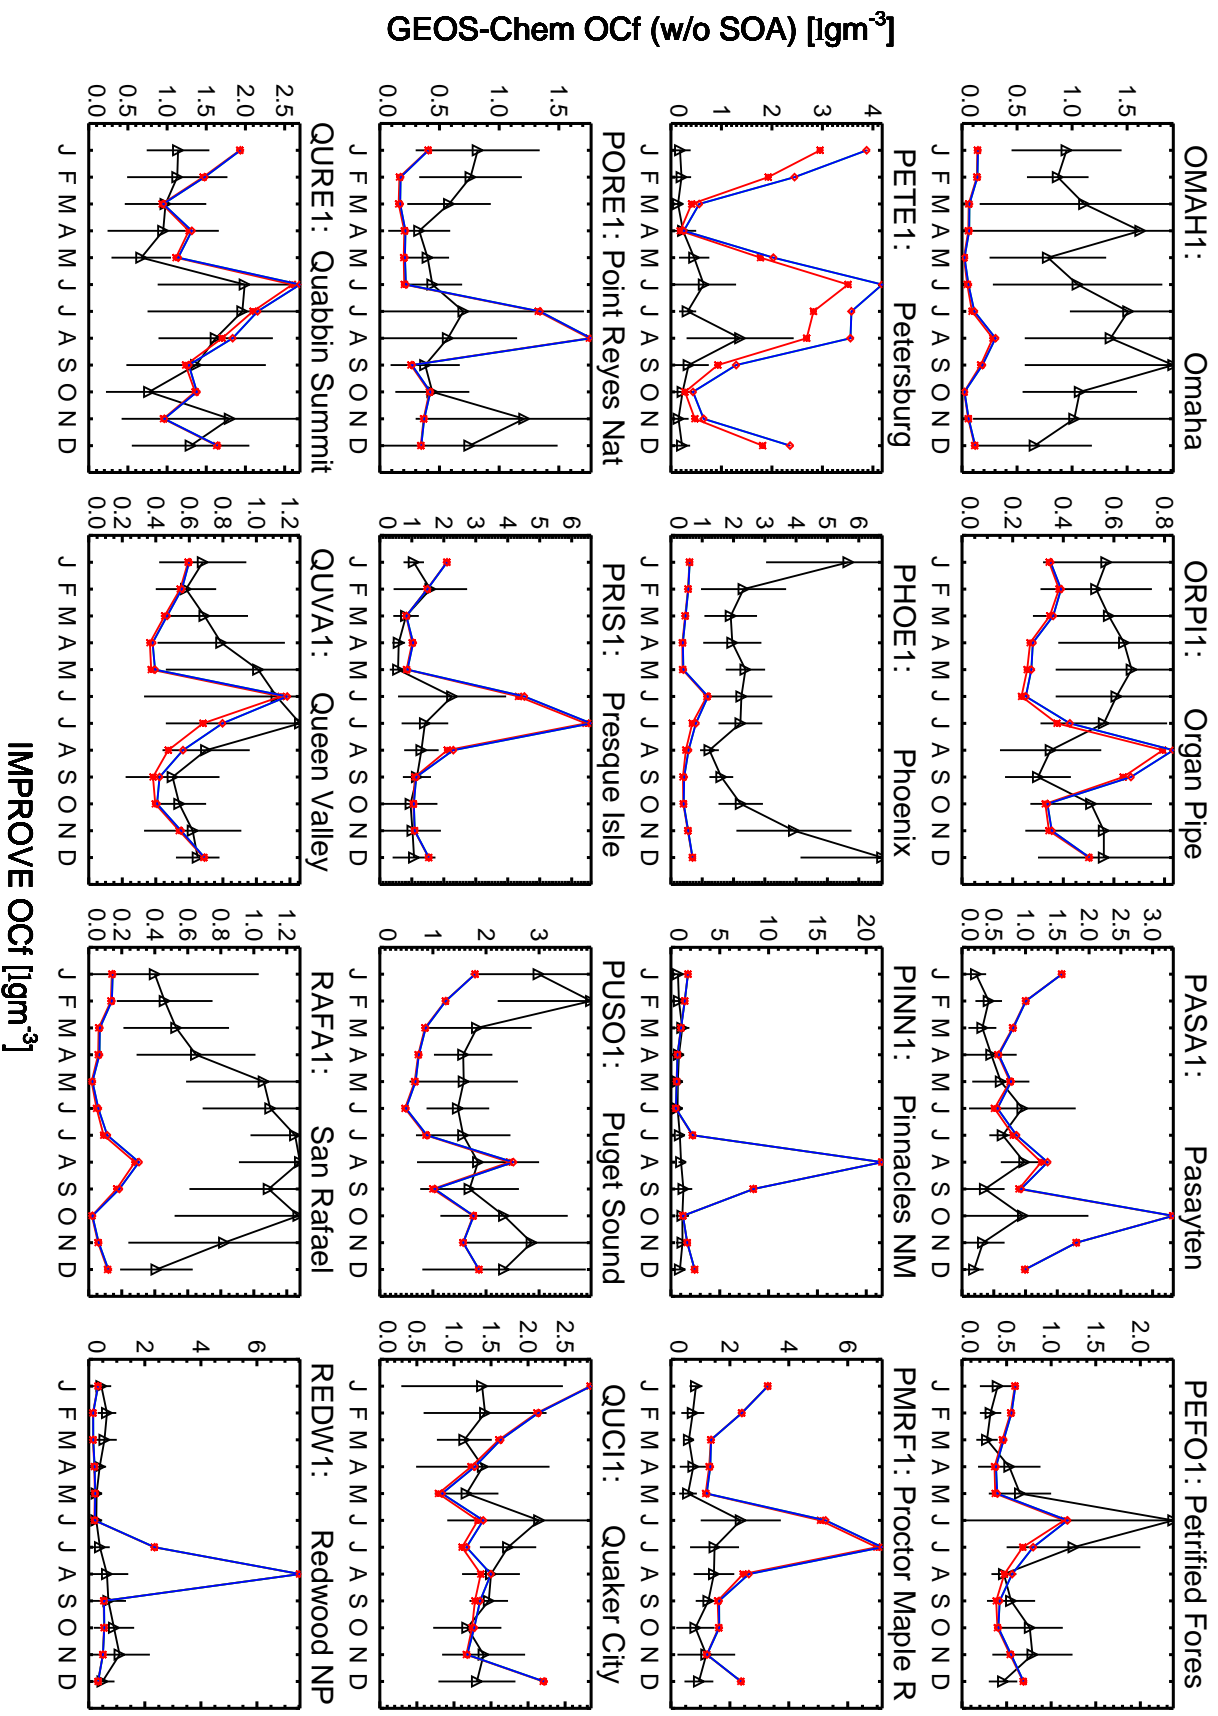 GEOS-Chem OCf (w/o SOA) [lgm-3]
OMAH1: Omaha
1.5
1.0
0.5
0.0
J F M A M J J A S O N D
ORPI1: Organ Pipe
0.8
0.6
0.4
0.2
0.0
J F M A M J J A S O N D
PASA1: Pasayten
3.0
2.5
2.0
1.5
1.0
0.5
0.0
J F M A M J J A S O N D
PEFO1: Petrified Fores
2.0
1.5
1.0
0.5
0.0
J F M A M J J A S O N D
PETE1: Petersburg
4
3
2
1
0
J F M A M J J A S O N D
PHOE1: Phoenix
6
5
4
3
2
1
0
J F M A M J J A S O N D
PINN1: Pinnacles NM
20
15
10
5
0
J F M A M J J A S O N D
PMRF1: Proctor Maple R
6
4
2
0
J F M A M J J A S O N D
PORE1: Point Reyes Nat
1.5
1.0
0.5
0.0
J F M A M J J A S O N D
PRIS1: Presque Isle
6
5
4
3
2
1
0
J F M A M J J A S O N D
PUSO1: Puget Sound
3
2
1
0
J F M A M J J A S O N D
QUCI1: Quaker City
2.5
2.0
1.5
1.0
0.5
0.0
J F M A M J J A S O N D
QURE1: Quabbin Summit
2.5
2.0
1.5
1.0
0.5
0.0
J F M A M J J A S O N D
QUVA1: Queen Valley
1.2
1.0
0.8
0.6
0.4
0.2
0.0
J F M A M J J A S O N D
RAFA1: San Rafael
1.2
1.0
0.8
0.6
0.4
0.2
0.0
J F M A M J J A S O N D
REDW1: Redwood NP
6
4
2
0
J F M A M J J A S O N D
IMPROVE OCf [lgm-3]